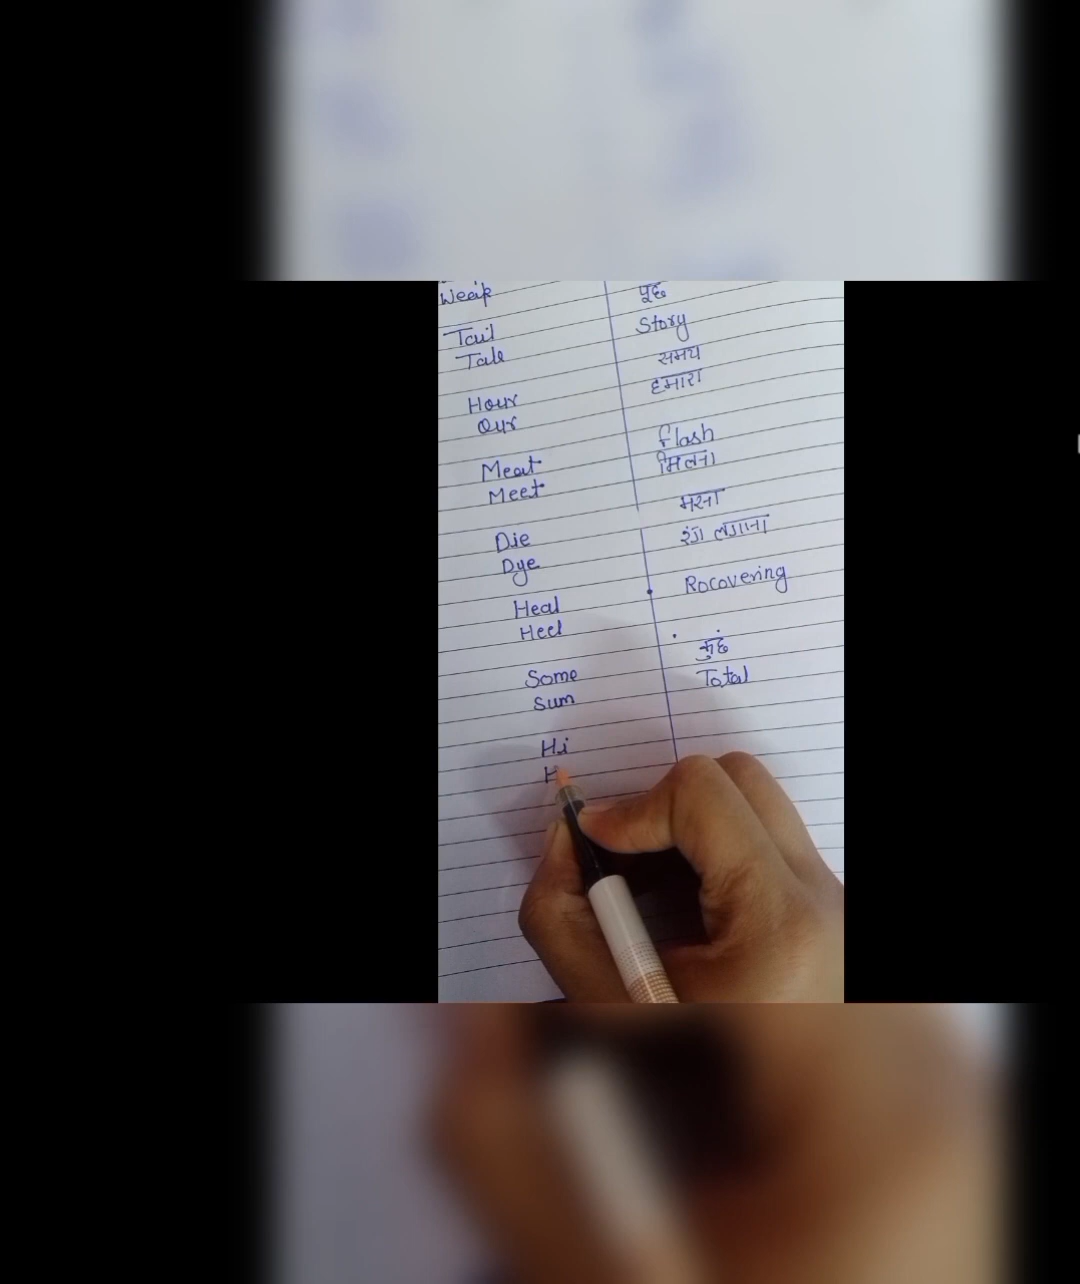 Weak
पूछ
Tail
Story
Tale
समय
Hour
हमारा
Our
Flash
Meat
मिलना
Meet
मरना
Die
रंग लगाना
Dye
Rocovering
Heal
Heel
कुछ
Some
Total
Sum
Hi
H